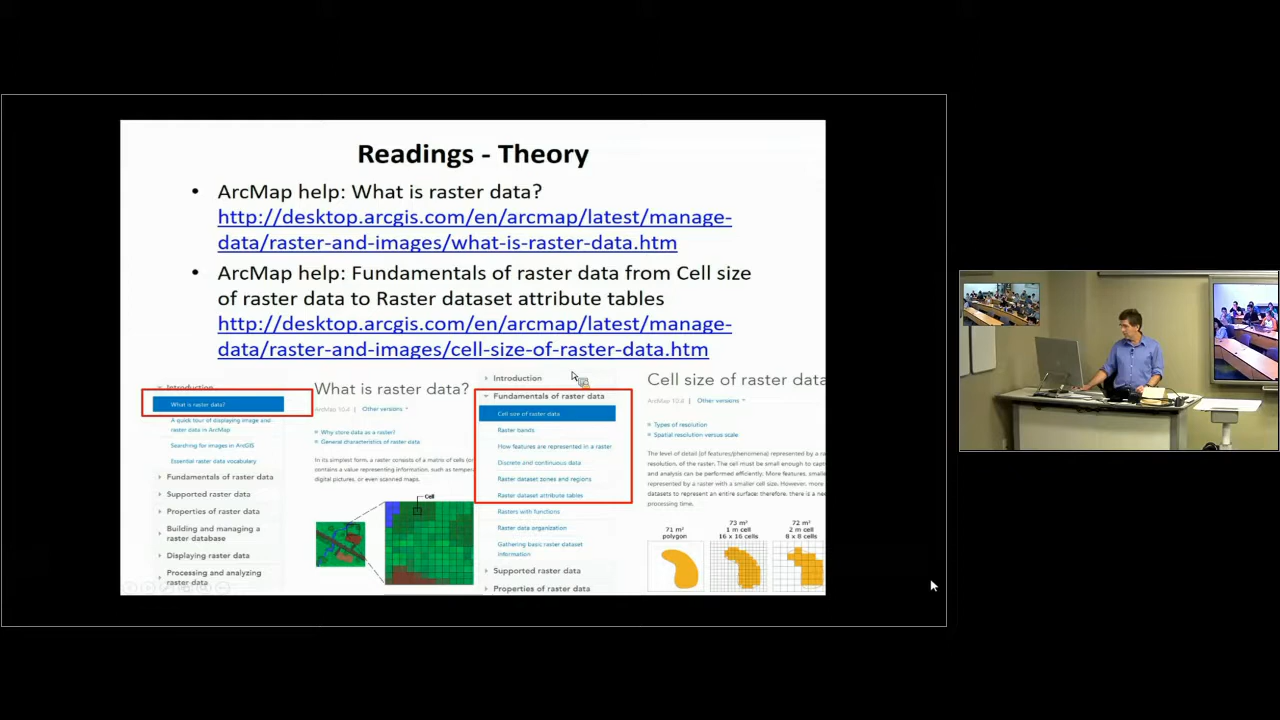 Readings - Theory
• ArcMap help: What is raster data?
http://desktop.arcgis.com/en/arcmap/latest/manage-
data/raster-and-images/what-is-raster-data.htm
• ArcMap help: Fundamentals of raster data from Cell size
of raster data to Raster dataset attribute tables
http://desktop.arcgis.com/en/arcmap/latest/manage-
data/raster-and-images/cell-size-of-raster-data.htm
Introduction
What is raster data?
A quick tour of displaying image and
raster data in ArcMap
Searching for images in ArcGIS
Essential raster data vocabulary
Fundamentals of raster data
Supported raster data
Properties of raster data
Building and managing a
raster database
Displaying raster data
Processing and analyzing
raster data
What is raster data?
ArcMap 10.4 | Other versions
Why store data as a raster?
General characteristics of raster data
In its simplest form, a raster consists of a matrix of cells (or
contains a value representing information, such as tempera
digital pictures, or even scanned maps.
Cell
Introduction
Fundamentals of raster data
Cell size of raster data
Raster bands
How features are represented in a raster
Discrete and continuous data
Raster dataset zones and regions
Raster dataset attribute tables
Rasters with functions
Raster data organization
Gathering basic raster dataset
information
Supported raster data
Properties of raster data
Cell size of raster data
ArcMap 10.4 | Other versions
Types of resolution
Spatial resolution versus scale
The level of detail (of features/phenomena) represented by a ra
resolution, of the raster. The cell must be small enough to capt
and analysis can be performed efficiently. More features, smalle
represented by a raster with a smaller cell size. However, more
datasets to represent an entire surface; therefore, there is a nee
processing time.
71 m²
polygon
73 m²
1 m cell
16 x 16 cells
72 m²
2 m cell
8 x 8 cells